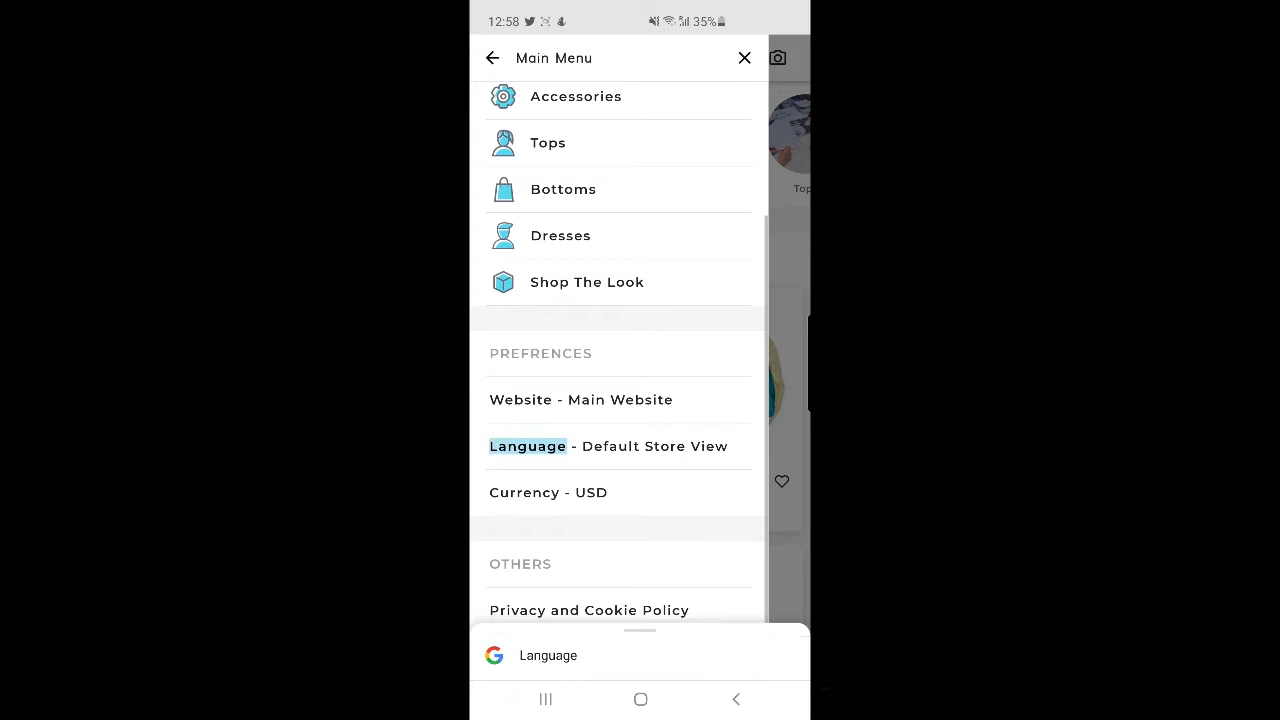 12:58 35%
Main Menu
Accessories
Top
Tops
Bottoms
Dresses
Shop The Look
PREFRENCES
Website - Main Website
Language - Default Store View
Currency - USD
OTHERS
Privacy and Cookie Policy
Language